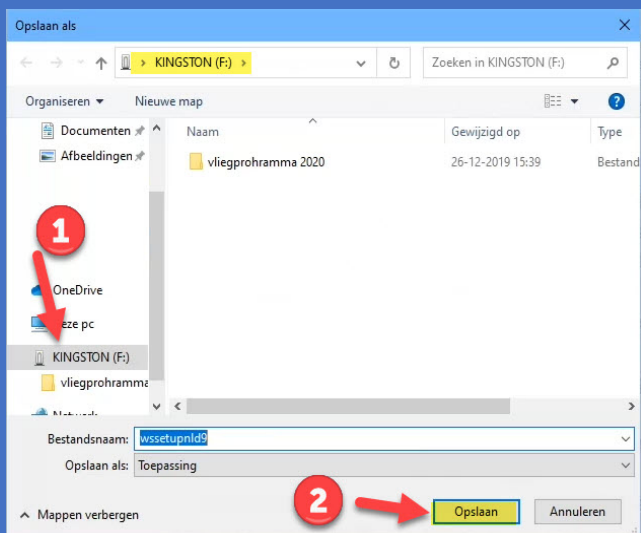 Opslaan als
KINGSTON (F:)
Zoeken in KINGSTON (F:)
Organiseren
Nieuwe map
Documenten
Naam
Gewijzigd op
Type
Afbeeldingen
vliegprohramma 2020
26-12-2019 15:39
Bestand
1
OneDrive
eze pc
KINGSTON (F:)
vliegprohramma
Bestandsnaam: wssetupnld9
Opslaan als: Toepassing
2
Mappen verbergen
Opslaan
Annuleren